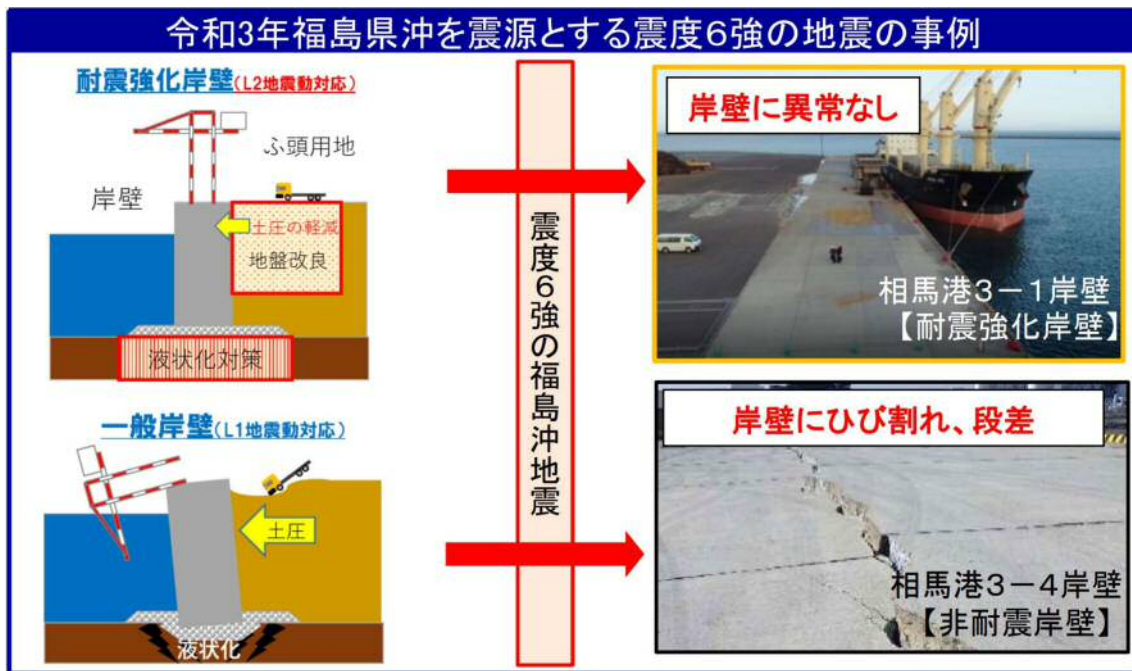 令和3年福島県沖を震源とする震度6強の地震の事例
耐震強化岸壁(L2地震動対応)
ふ頭用地
岸壁
土圧の軽減
地盤改良
液状化対策
一般岸壁(L1地震動対応)
土圧
液状化
震度6強の福島沖地震
岸壁に異常なし
相馬港3-1岸壁
【耐震強化岸壁】
岸壁にひび割れ、段差
相馬港3-4岸壁
【非耐震岸壁】